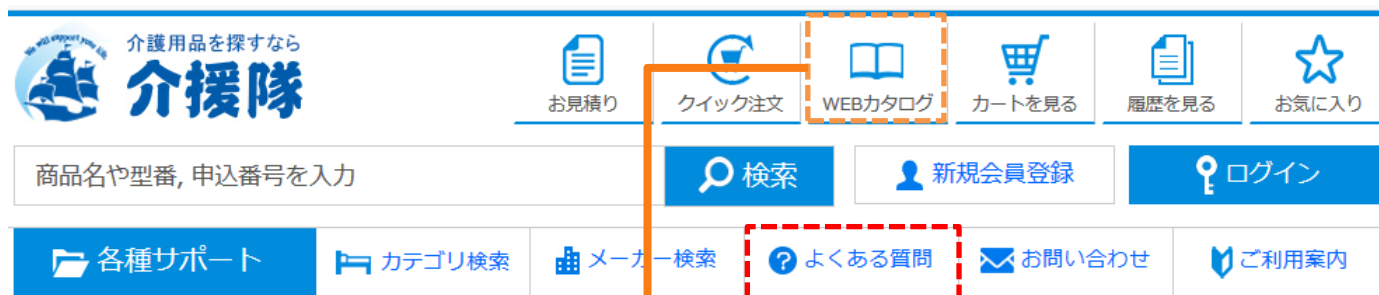 We will support your life
介護用品を探すなら
介援隊
お見積り
クイック注文
WEBカタログ
カートを見る
履歴を見る
お気に入り
商品名や型番, 申込番号を入力
検索
新規会員登録
ログイン
各種サポート
カテゴリ検索
メーカー検索
よくある質問
お問い合わせ
ご利用案内